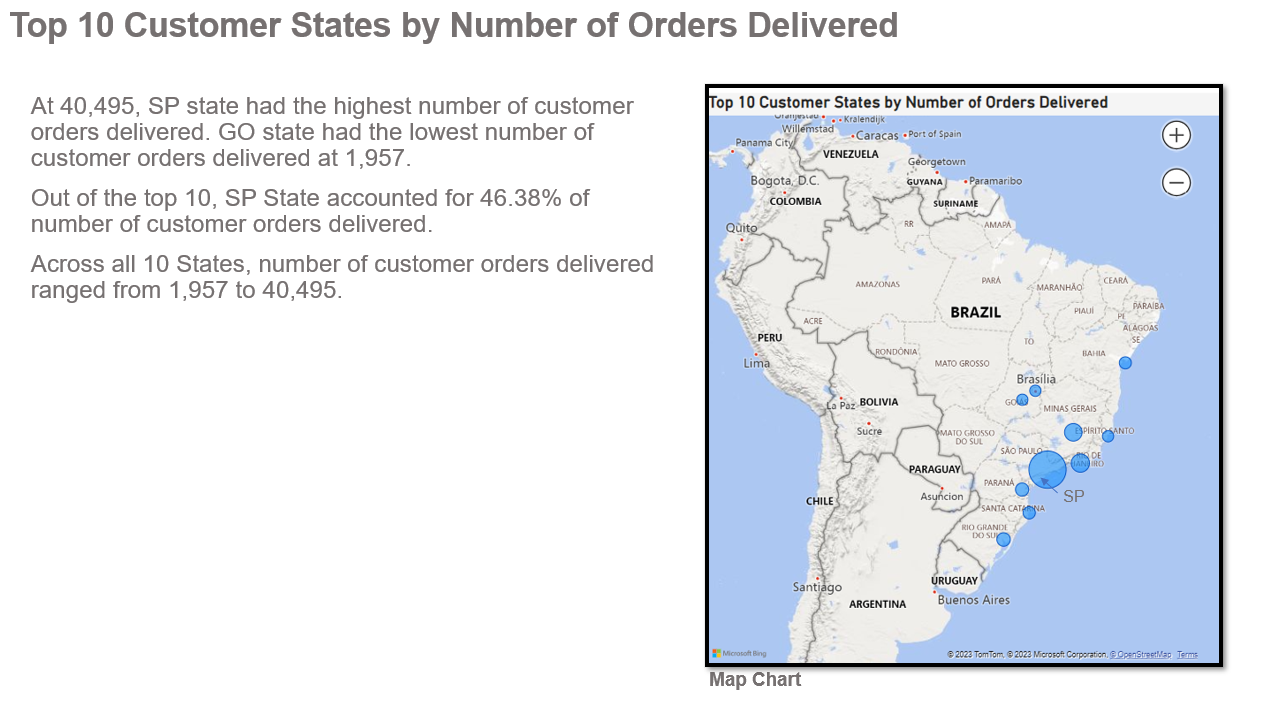 Top 10 Customer States by Number of Orders Delivered
At 40,495, SP state had the highest number of customer
orders delivered. GO state had the lowest number of
customer orders delivered at 1,957.
Out of the top 10, SP State accounted for 46.38% of
number of customer orders delivered.
Across all 10 States, number of customer orders delivered
ranged from 1,957 to 40,495.
Top 10 Customer States by Number of Orders Delivered
Oranjestad
Kralendijk
Willemstad
Caracas
Port of Spain
Panama City
VENEZUELA
Georgetown
Bogota, D.C.
GUYANA
Paramaribo
COLOMBIA
SURINAME
RR
AMAPÁ
Quito
AMAZONAS
PARÁ
MARANHÃO
CEARÁ
PARAÍBA
PIAUÍ
PE
BRAZIL
ACRE
ALAGOAS
SE
PERU
TO
RONDÔNIA
BAHIA
Lima
MATO GROSSO
Brasília
La Paz
BOLIVIA
GOIÁS
MINAS GERAIS
Sucre
MATO GROSSO
DO SUL
ESPÍRITO SANTO
SÃO PAULO
RIO DE
JANEIRO
PARAGUAY
PARANÁ
Asuncion
SP
CHILE
SANTA CATARINA
RIO GRANDE
DO SUL
Santiago
URUGUAY
ARGENTINA
Buenos Aires
Microsoft Bing
© 2023 TomTom, © 2023 Microsoft Corporation, © OpenStreetMap Terms
Map Chart